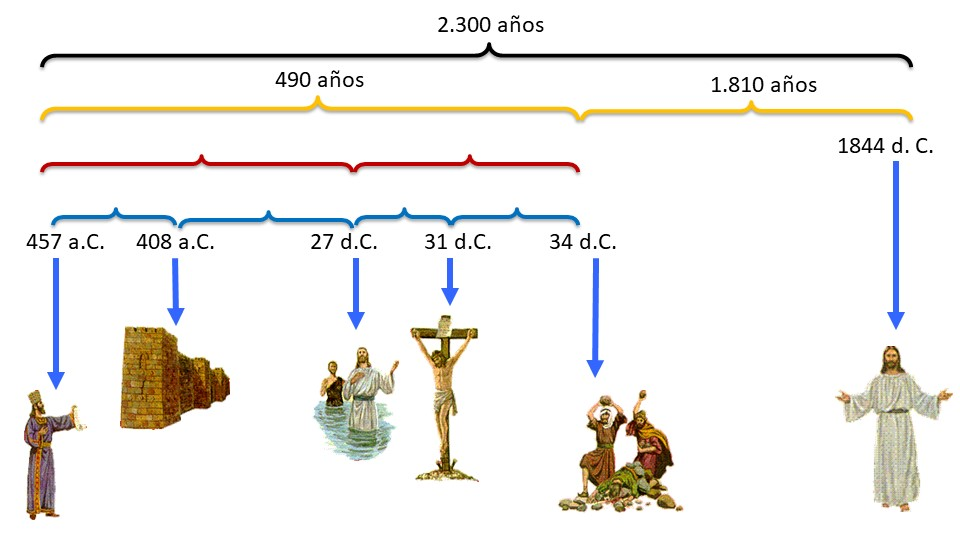 2.300 años
490 años
1.810 años
1844 d. C.
457 a.C.
408 a.C.
27 d.C.
31 d.C.
34 d.C.